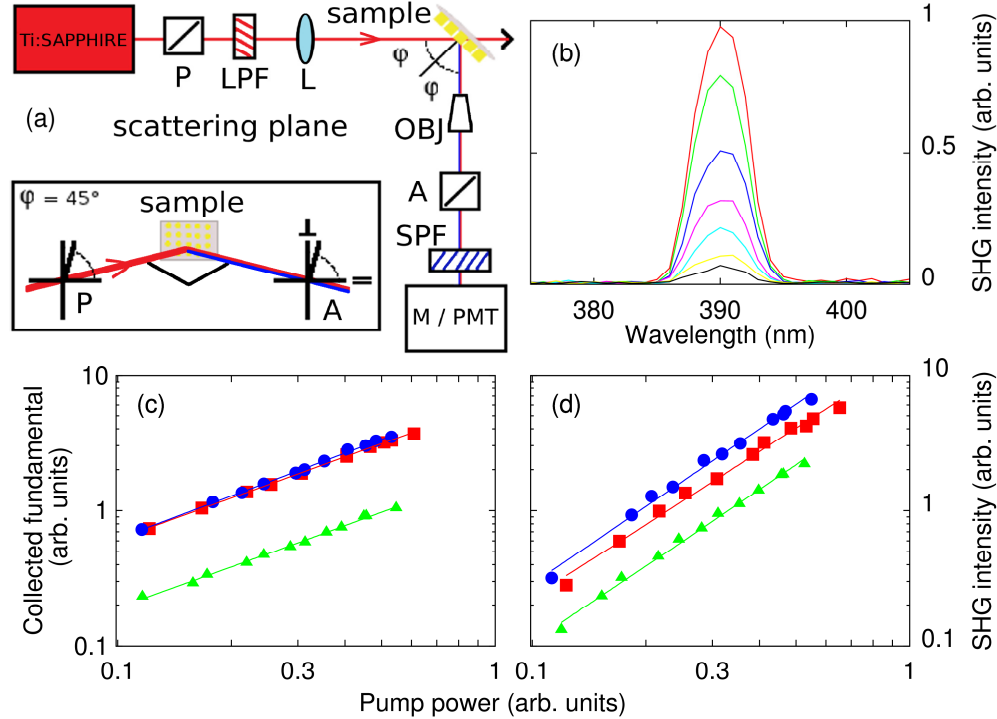 Ti:SAPPHIRE
P
LPF
L
sample
φ
φ
(a)
scattering plane
OBJ
A
SPF
M / PMT
φ = 45°
sample
P
A
⊥
=
(b)
1
0.5
0
SHG intensity (arb. units)
380
390
400
Wavelength (nm)
(c)
10
1
0.1
Collected fundamental
(arb. units)
0.1
0.3
1
(d)
10
1
0.1
SHG intensity (arb. units)
0.1
0.3
1
Pump power (arb. units)